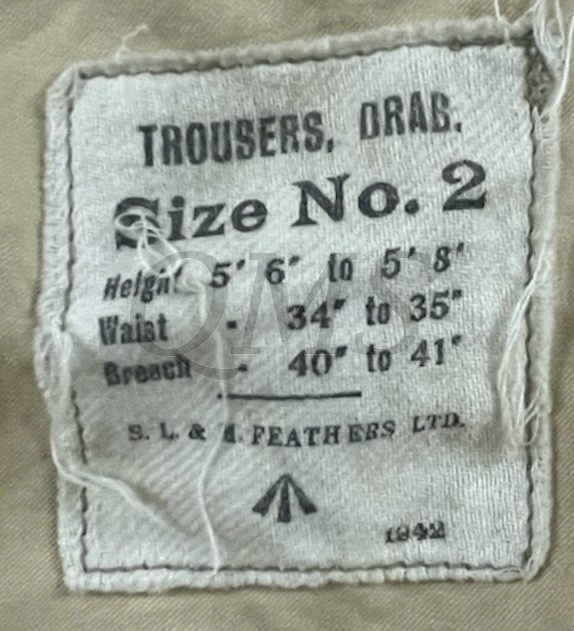 TROUSERS, DRAB.
Size No. 2
Height 5' 6" to 5' 8"
Waist - 34" to 35"
Breech - 40" to 41"
S. L. & FEATHERS LTD.
1942
QMS